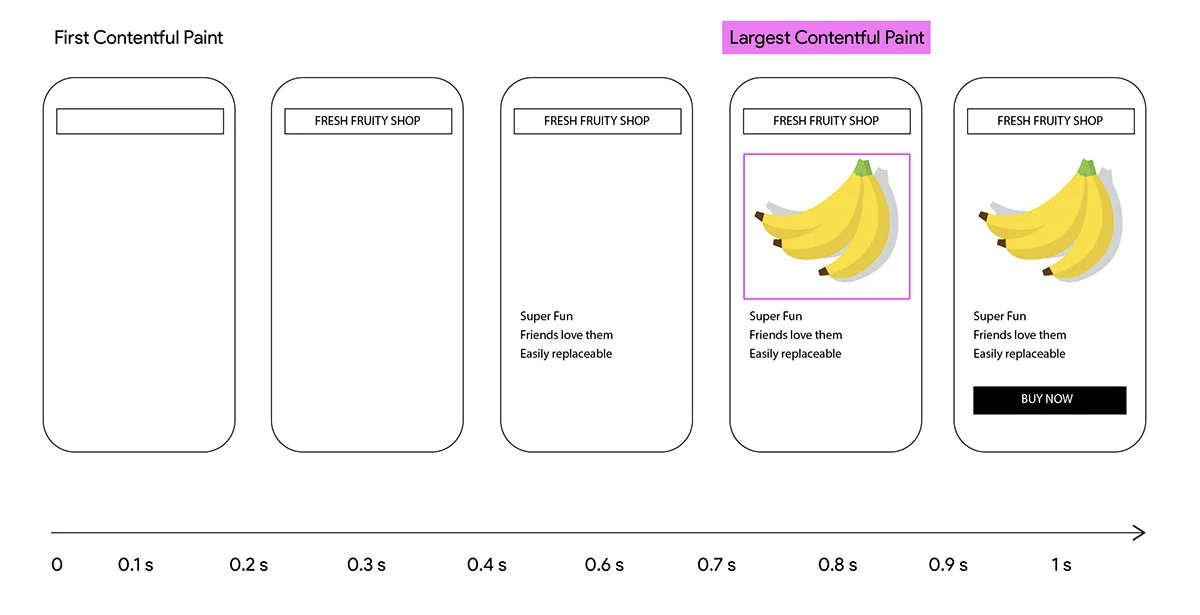 First Contentful Paint
Largest Contentful Paint
FRESH FRUITY SHOP
FRESH FRUITY SHOP
Super Fun
Friends love them
Easily replaceable
FRESH FRUITY SHOP
Super Fun
Friends love them
Easily replaceable
FRESH FRUITY SHOP
Super Fun
Friends love them
Easily replaceable
BUY NOW
0 0.1 s 0.2 s 0.3 s 0.4 s 0.6 s 0.7 s 0.8 s 0.9 s 1 s